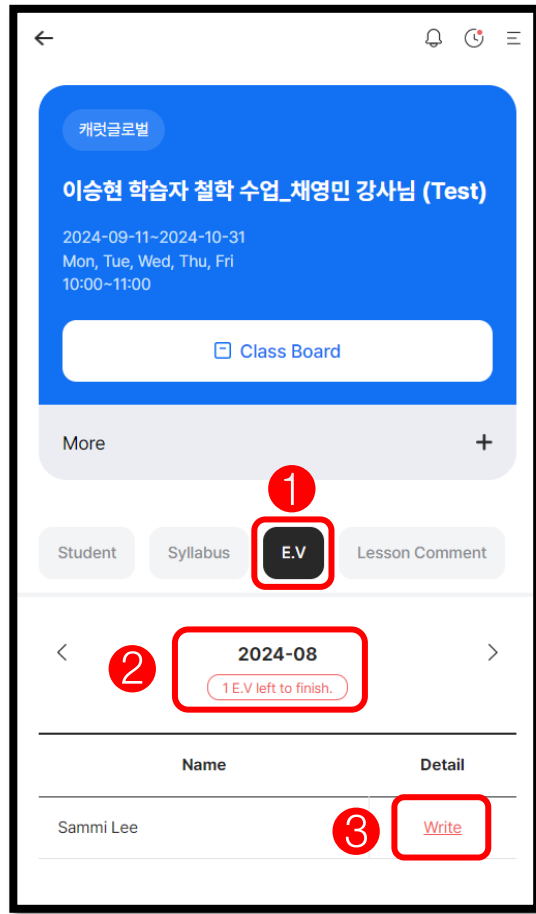 캐럿글로벌
이승현 학습자 철학 수업_채영민 강사님 (Test)
2024-09-11~2024-10-31
Mon, Tue, Wed, Thu, Fri
10:00~11:00
Class Board
More
1
Student Syllabus E.V Lesson Comment
2
2024-08
1 E.V left to finish.
Name Detail
Sammi Lee 3 Write